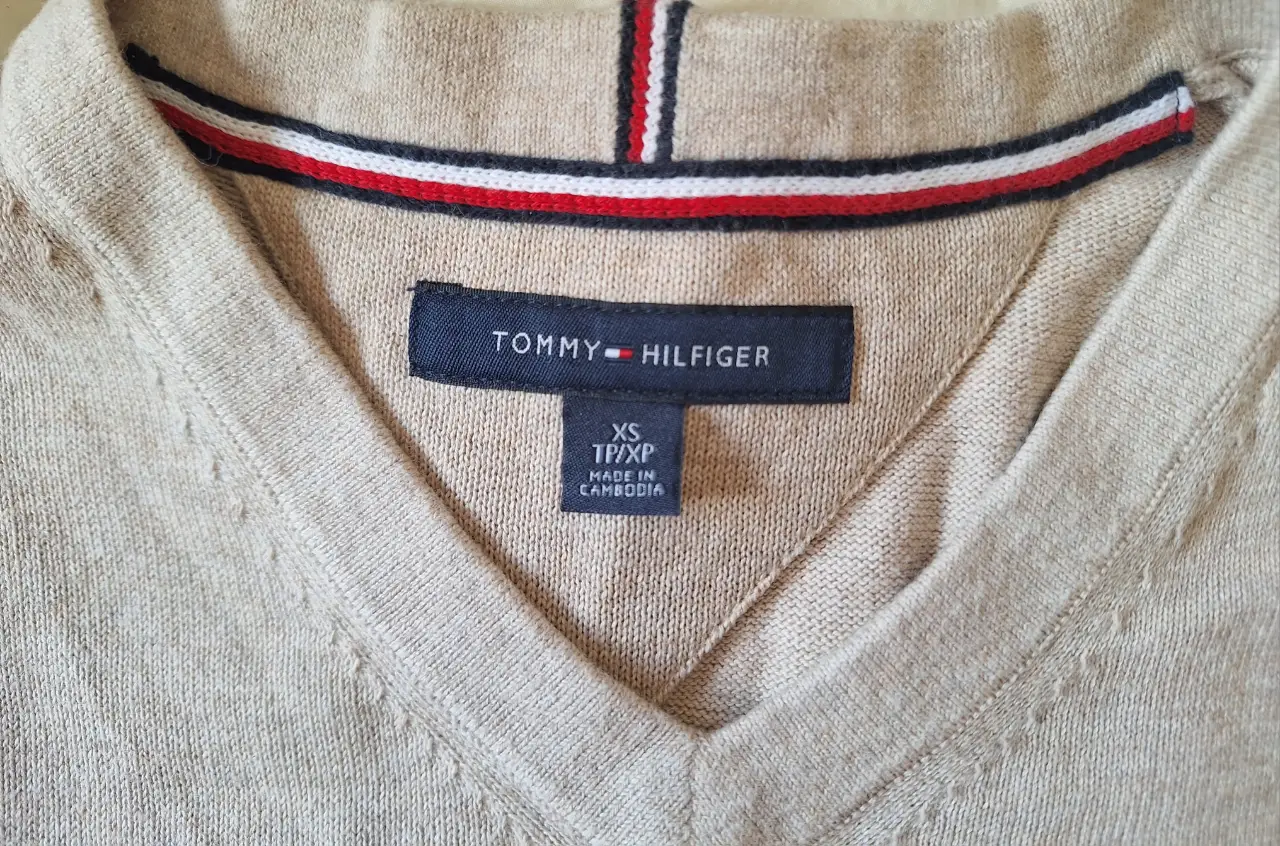 TOMMY HILFIGER
XS
TP/XP
MADE IN
CAMBODIA